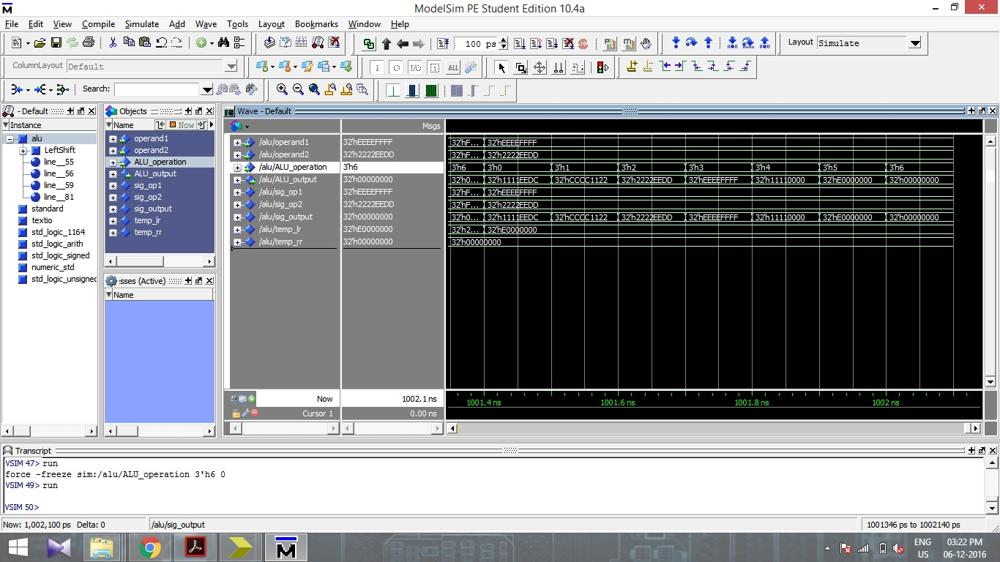 ModelSim PE Student Edition 10.4a
File Edit View Compile Simulate Add Wave Tools Layout Bookmarks Window Help
100 ps
Layout Simulate
ColumnLayout Default
Search:
- Default
Instance
alu
LeftShift
line__55
line__56
line__59
line__81
standard
textio
std_logic_1164
std_logic_arith
std_logic_signed
numeric_std
std_logic_unsigned
Objects
Name Now
operand1
operand2
ALU_operation
ALU_output
sig_op1
sig_op2
sig_output
temp_lr
temp_rr
sses (Active)
Name
Wave - Default
Msgs
/alu/operand1 32'hEEEEFFFF 32'hF... 32'hEEEEFFFF
/alu/operand2 32'h2222EEDD 32'hF... 32'h2222EEDD
/alu/ALU_operation 3'h6 3'h6 3'h0 3'h1 3'h2 3'h3 3'h4 3'h5 3'h6
/alu/ALU_output 32'h00000000 32'h0... 32'h1111EEDC 32'hCCCC1122 32'h2222EEDD 32'hEEEEFFFF 32'h11110000 32'hE0000000 32'h00000000
/alu/sig_op1 32'hEEEEFFFF 32'hF... 32'hEEEEFFFF
/alu/sig_op2 32'h2222EEDD 32'hF... 32'h2222EEDD
/alu/sig_output 32'h00000000 32'h0... 32'h1111EEDC 32'hCCCC1122 32'h2222EEDD 32'hEEEEFFFF 32'h11110000 32'hE0000000 32'h00000000
/alu/temp_lr 32'hE0000000 32'h2... 32'hE0000000
/alu/temp_rr 32'h00000000 32'h00000000
Now 1002.1 ns 1001.4 ns 1001.6 ns 1001.8 ns 1002 ns
Cursor 1 0.00 ns
Transcript
VSIM 47> run
force -freeze sim:/alu/ALU_operation 3'h6 0
VSIM 49> run
VSIM 50>
Now: 1,002,100 ps Delta: 0 /alu/sig_output 1001346 ps to 1002140 ps
ENG 03:22 PM
US 06-12-2016